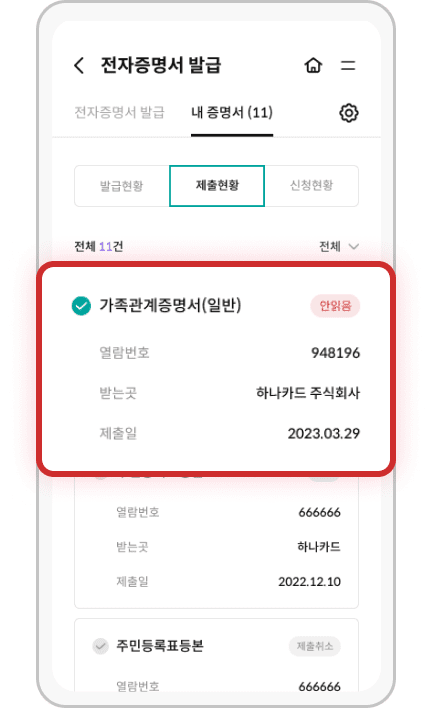 전자증명서 발급
전자증명서 발급 내 증명서 (11)
발급현황 제출현황 신청현황
전체 11건 전체
가족관계증명서(일반) 안읽음
열람번호 948196
받는곳 하나카드 주식회사
제출일 2023.03.29
열람번호 666666
받는곳 하나카드
제출일 2022.12.10
주민등록표등본 제출취소
열람번호 666666